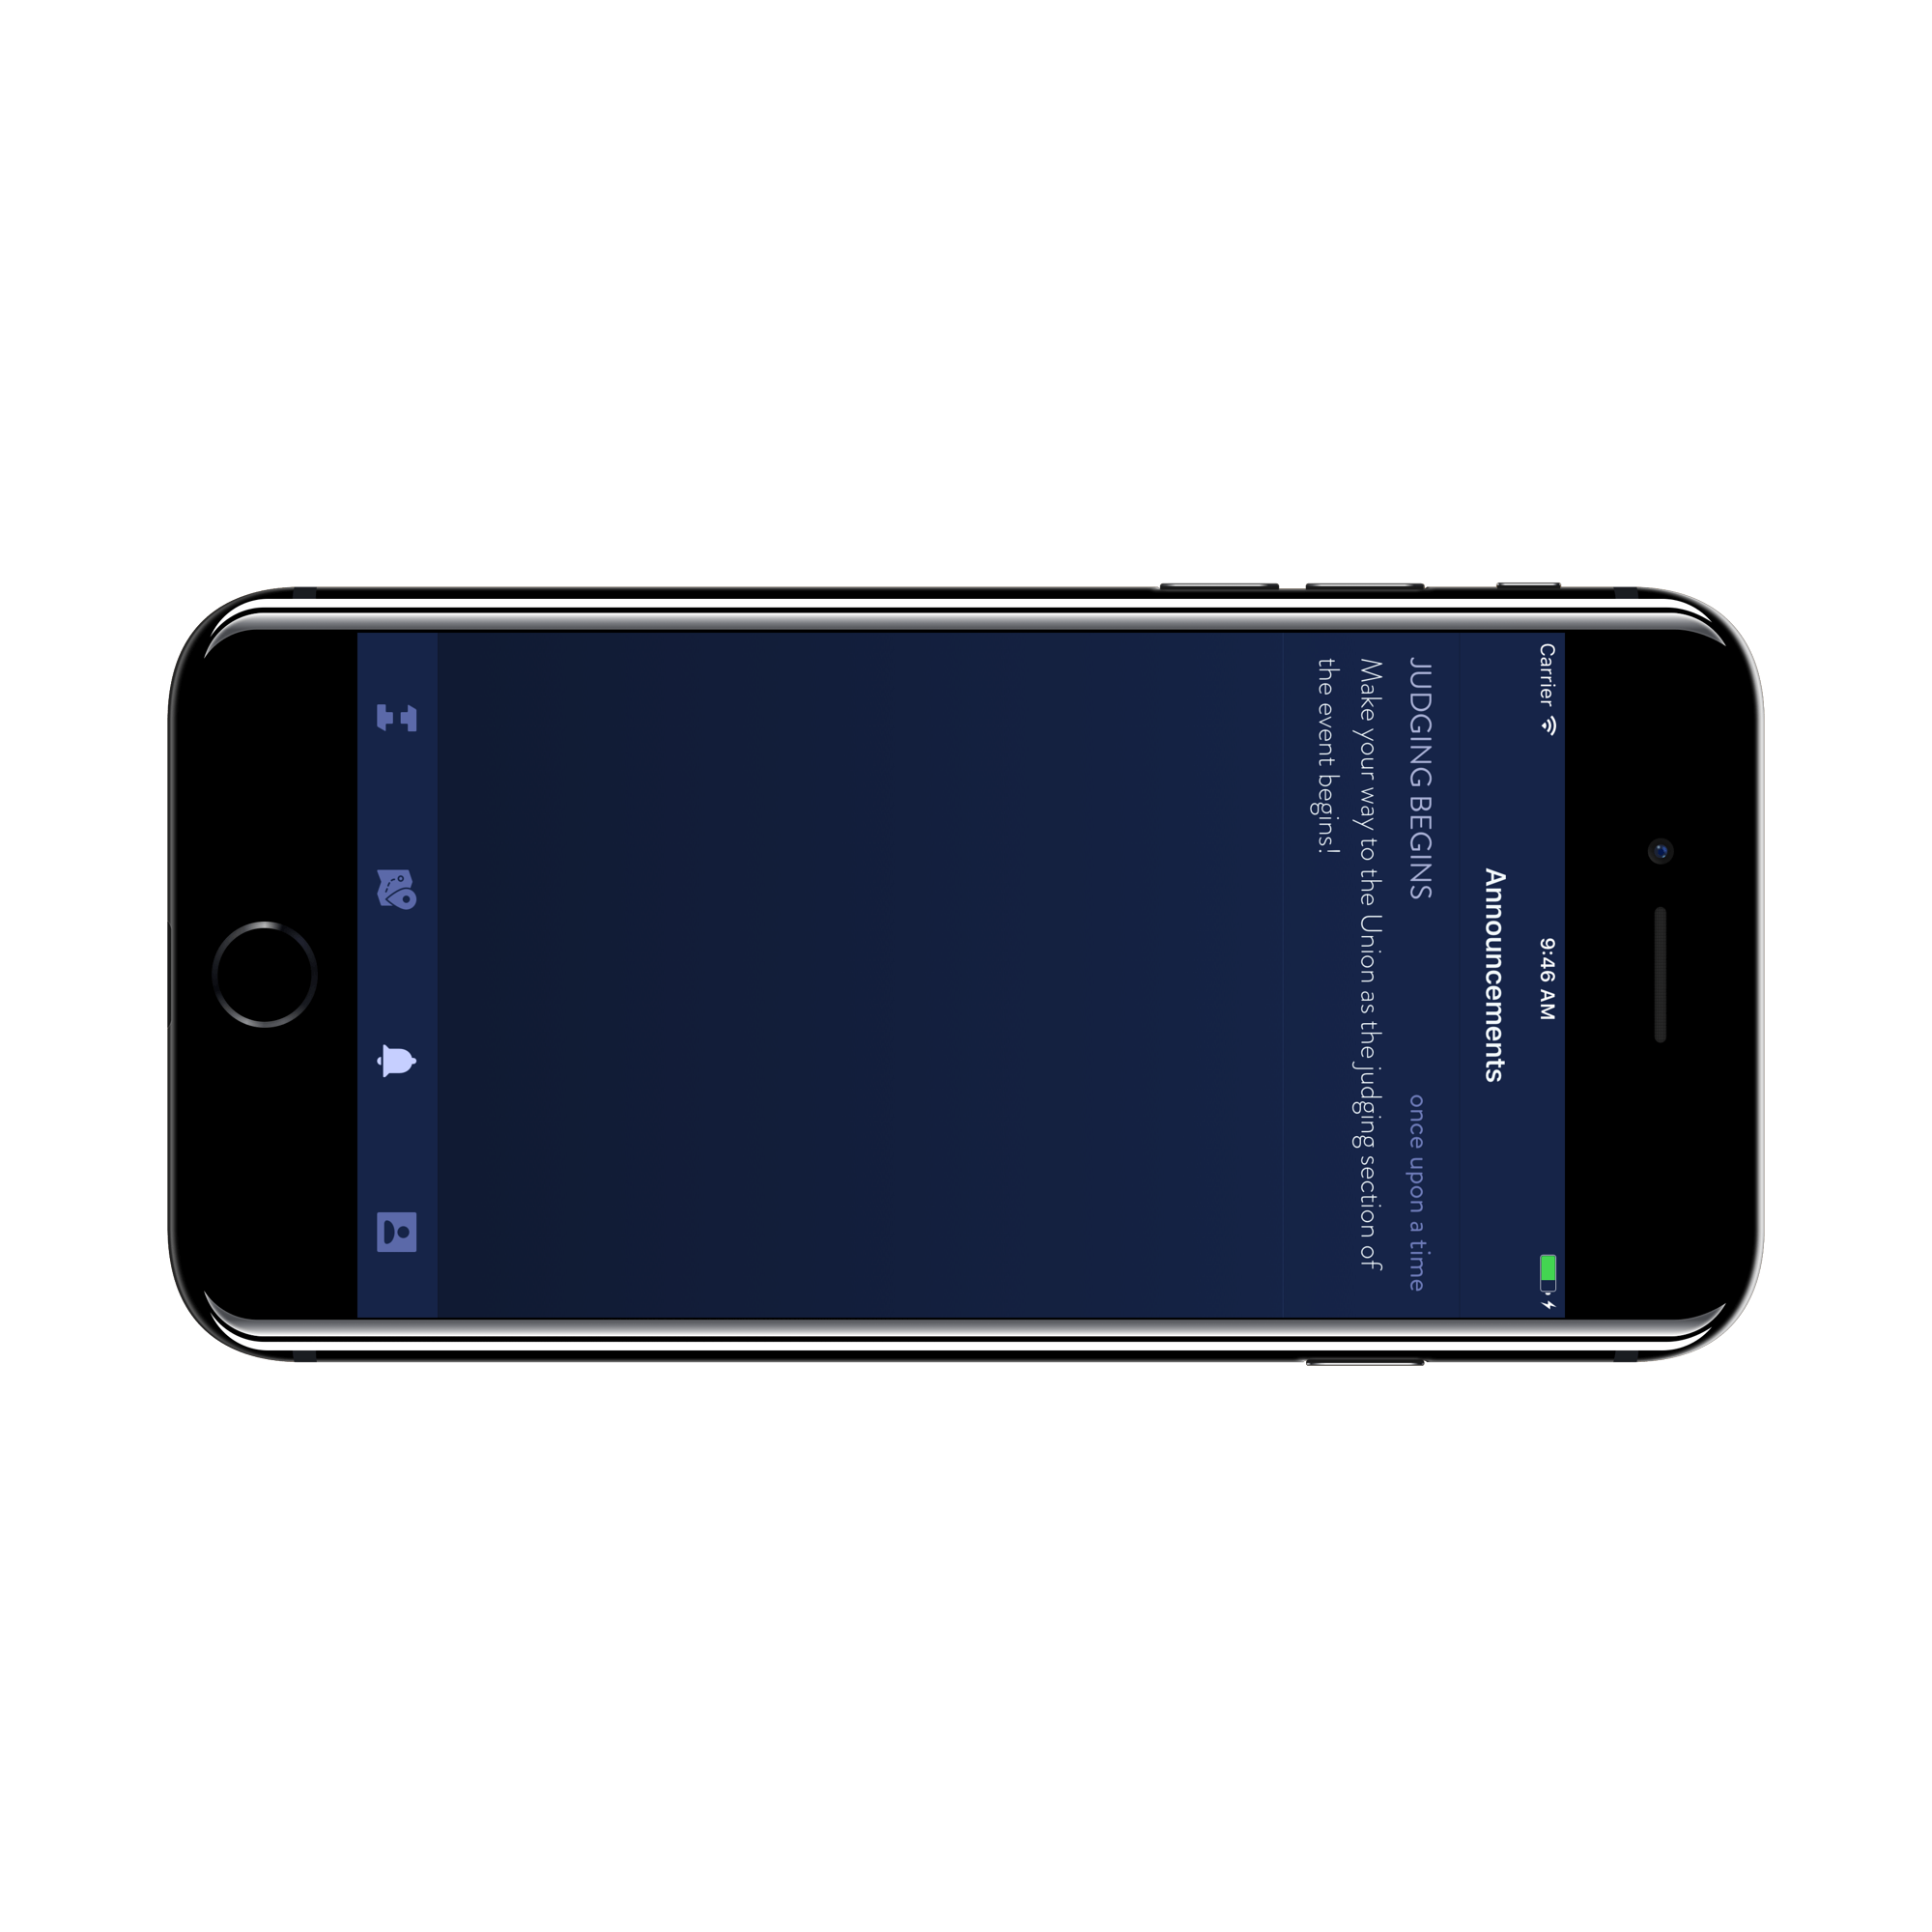 Carrier 9:46 AM
Announcements
JUDGING BEGINS once upon a time
Make your way to the Union as the judging section of
the event begins!